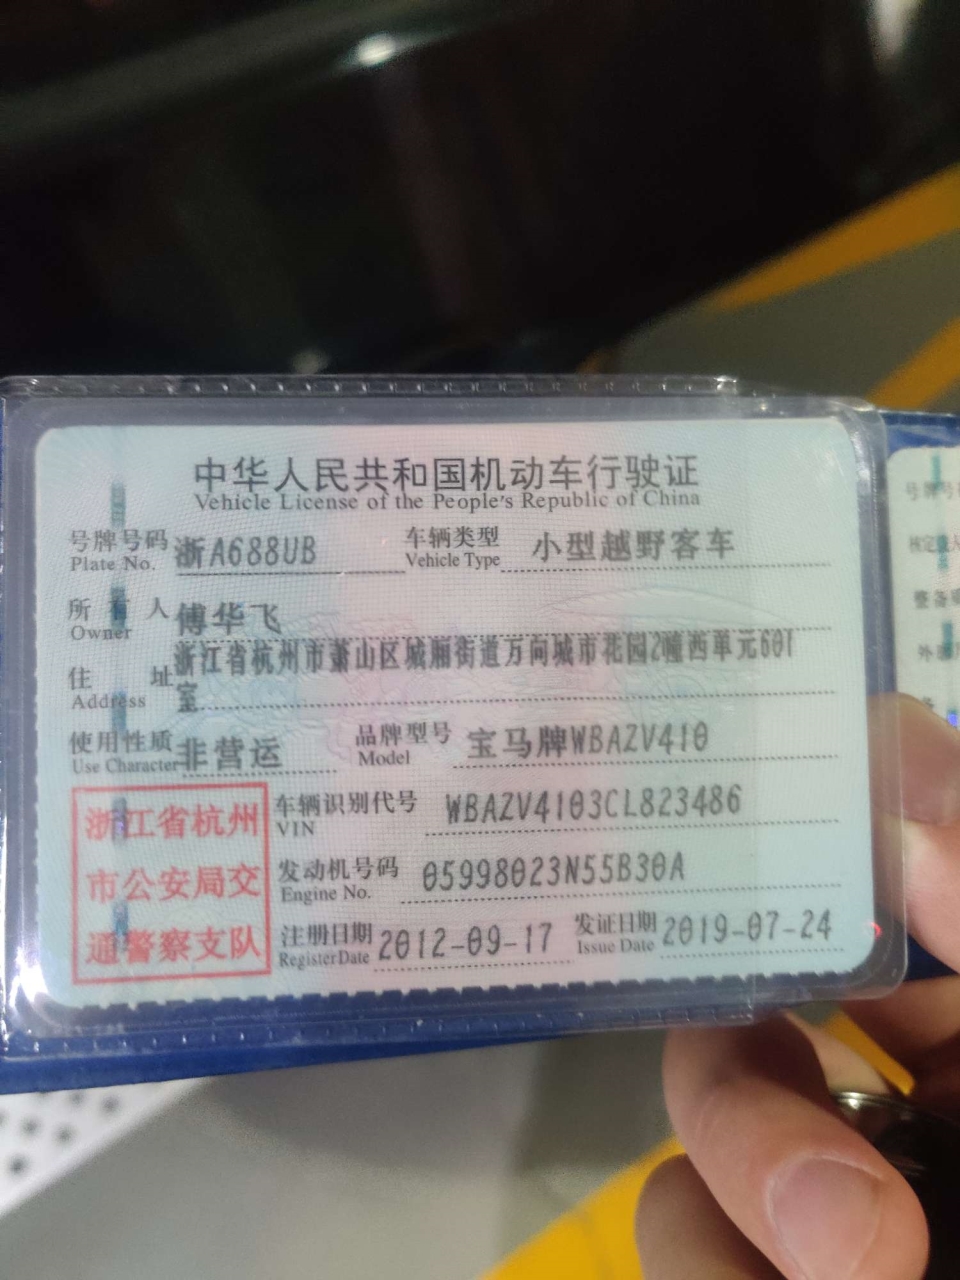 中华人民共和国机动车行驶证
Vehicle License of the People's Republic of China
号牌号码 浙A688UB 车辆类型 小型越野客车
Plate No. Vehicle Type
所有人 傅华飞
Owner
住址 浙江省杭州市萧山区城厢街道万向城市花园2幢西单元601
Address 室
使用性质 非营运 品牌型号 宝马牌WBAZV410
Use Character Model
浙江省杭州
市公安局交
通警察支队
车辆识别代号 WBAZV4103CL823486
VIN
发动机号码 05998023N55B30A
Engine No.
注册日期 2012-09-17 发证日期 2019-07-24
Register Date Issue Date
号牌号
整备